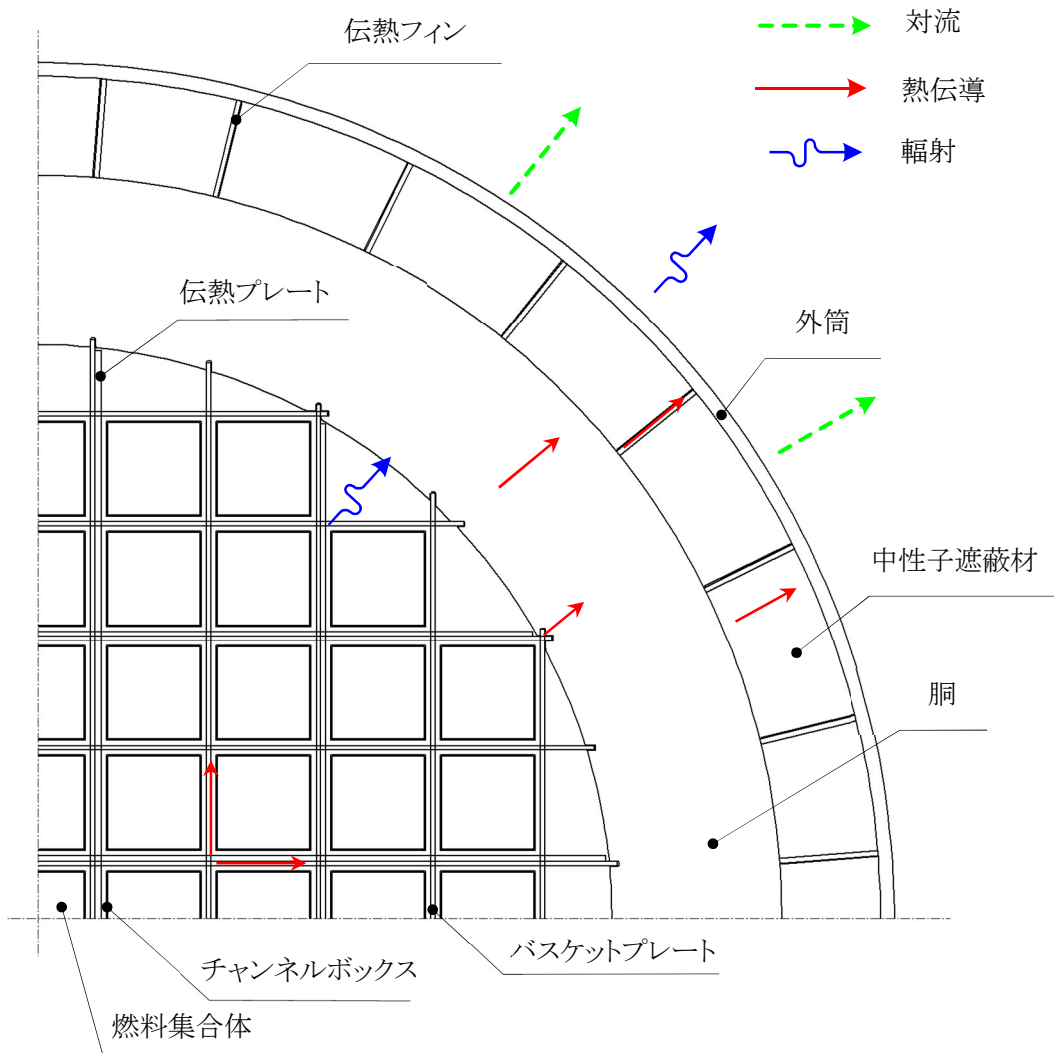 伝熱フィン
対流
熱伝導
輻射
伝熱プレート
外筒
中性子遮蔽材
胴
バスケットプレート
チャンネルボックス
燃料集合体